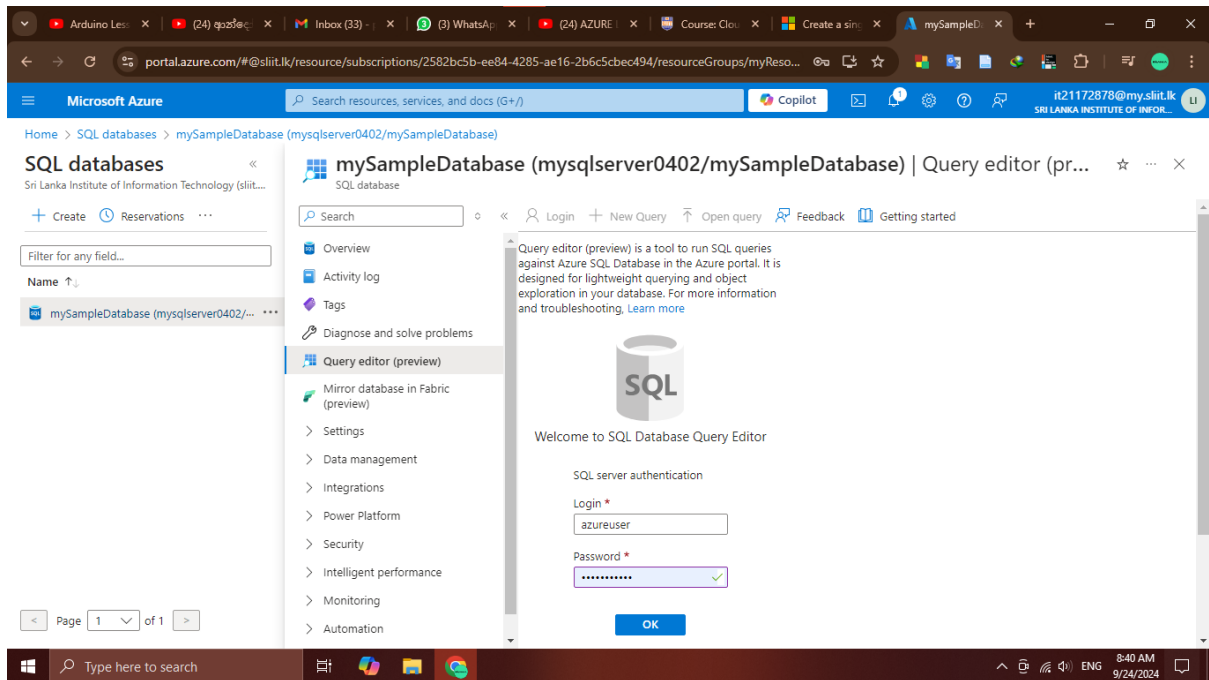 Arduino Less
(24) ආගන්දෙ
Inbox (33) -
(3) WhatsAp
(24) AZURE
Course: Clou
Create a sing
mySampleD
portal.azure.com/#@sliit.lk/resource/subscriptions/2582bc5b-ee84-4285-ae16-2b6c5cbec494/resourceGroups/myReso...
Microsoft Azure
Search resources, services, and docs (G+/)
Copilot
1
it21172878@my.sliit.lk
SRI LANKA INSTITUTE OF INFOR...
LI
Home > SQL databases > mySampleDatabase (mysqlserver0402/mySampleDatabase)
SQL databases
Sri Lanka Institute of Information Technology (sliit....
Create
Reservations
Filter for any field...
Name
mySampleDatabase (mysqlserver0402/...
Page 1 of 1
mySampleDatabase (mysqlserver0402/mySampleDatabase) | Query editor (pr...
SQL database
Search
Login
New Query
Open query
Feedback
Getting started
Overview
Activity log
Tags
Diagnose and solve problems
Query editor (preview)
Mirror database in Fabric
(preview)
Settings
Data management
Integrations
Power Platform
Security
Intelligent performance
Monitoring
Automation
Query editor (preview) is a tool to run SQL queries
against Azure SQL Database in the Azure portal. It is
designed for lightweight querying and object
exploration in your database. For more information
and troubleshooting, Learn more
SQL
Welcome to SQL Database Query Editor
SQL server authentication
Login *
azureuser
Password *
•••••••••••
OK
Type here to search
ENG
8:40 AM
9/24/2024